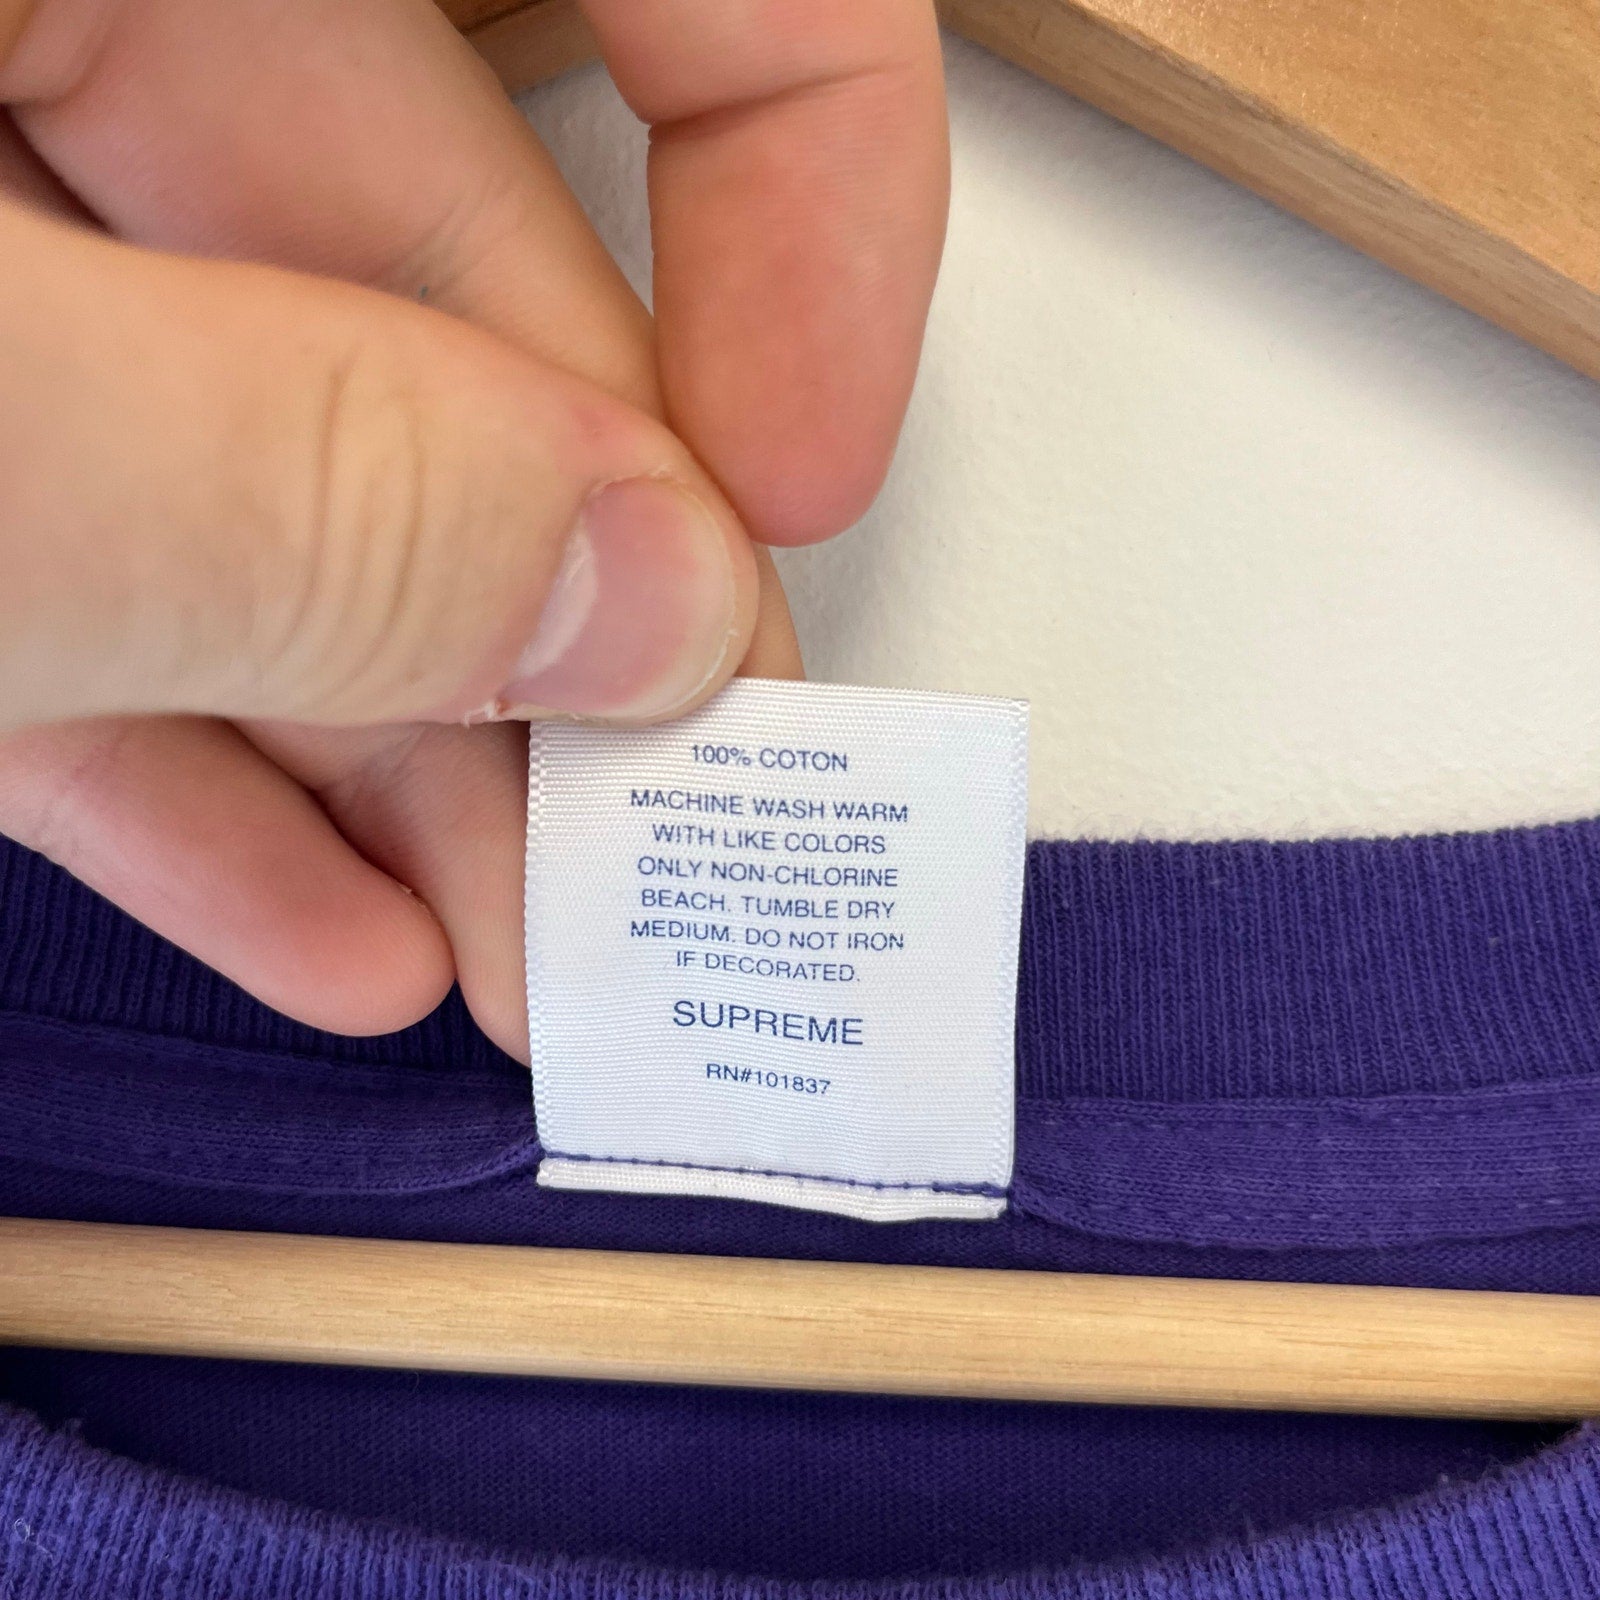 100% COTON
MACHINE WASH WARM
WITH LIKE COLORS
ONLY NON-CHLORINE
BEACH. TUMBLE DRY
MEDIUM. DO NOT IRON
IF DECORATED.
SUPREME
RN#101837